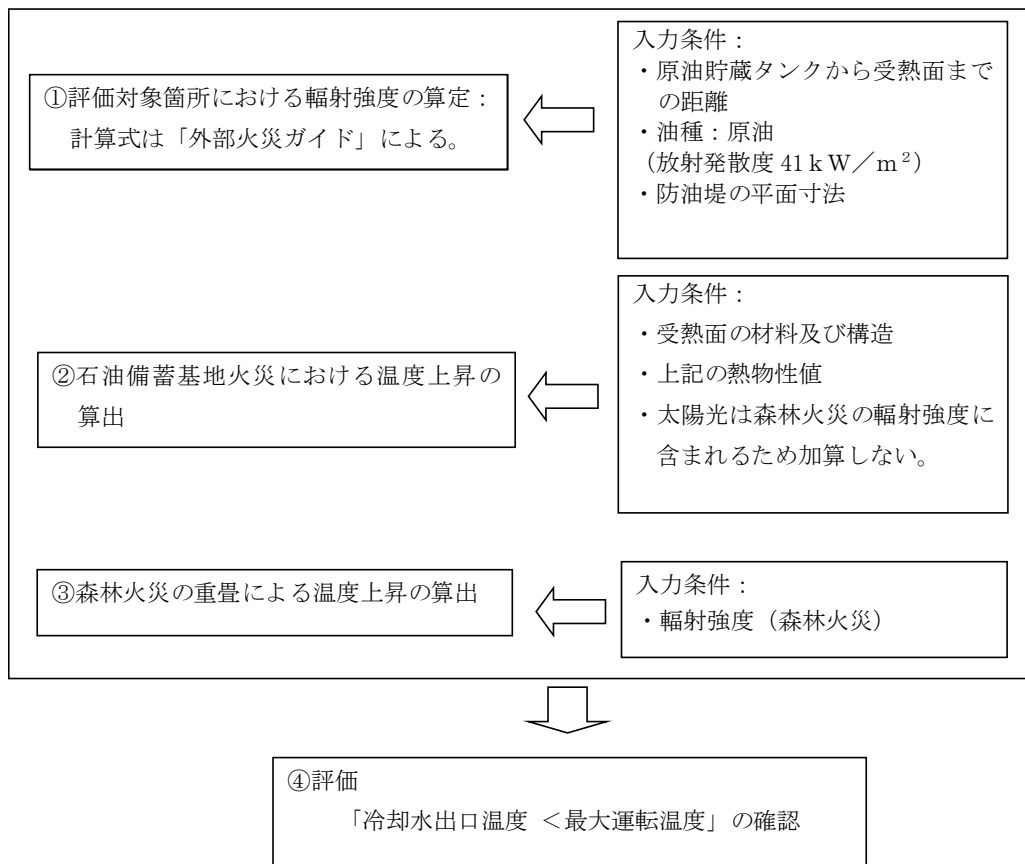 ①評価対象箇所における輻射強度の算定：
計算式は「外部火災ガイド」による。
入力条件：
・原油貯蔵タンクから受熱面まで
の距離
・油種：原油
（放射発散度 41ｋＷ／ｍ²）
・防油堤の平面寸法
②石油備蓄基地火災における温度上昇の
算出
入力条件：
・受熱面の材料及び構造
・上記の熱物性値
・太陽光は森林火災の輻射強度に
含まれるため加算しない。
③森林火災の重畳による温度上昇の算出
入力条件：
・輻射強度（森林火災）
④評価
「冷却水出口温度 ＜最大運転温度」の確認